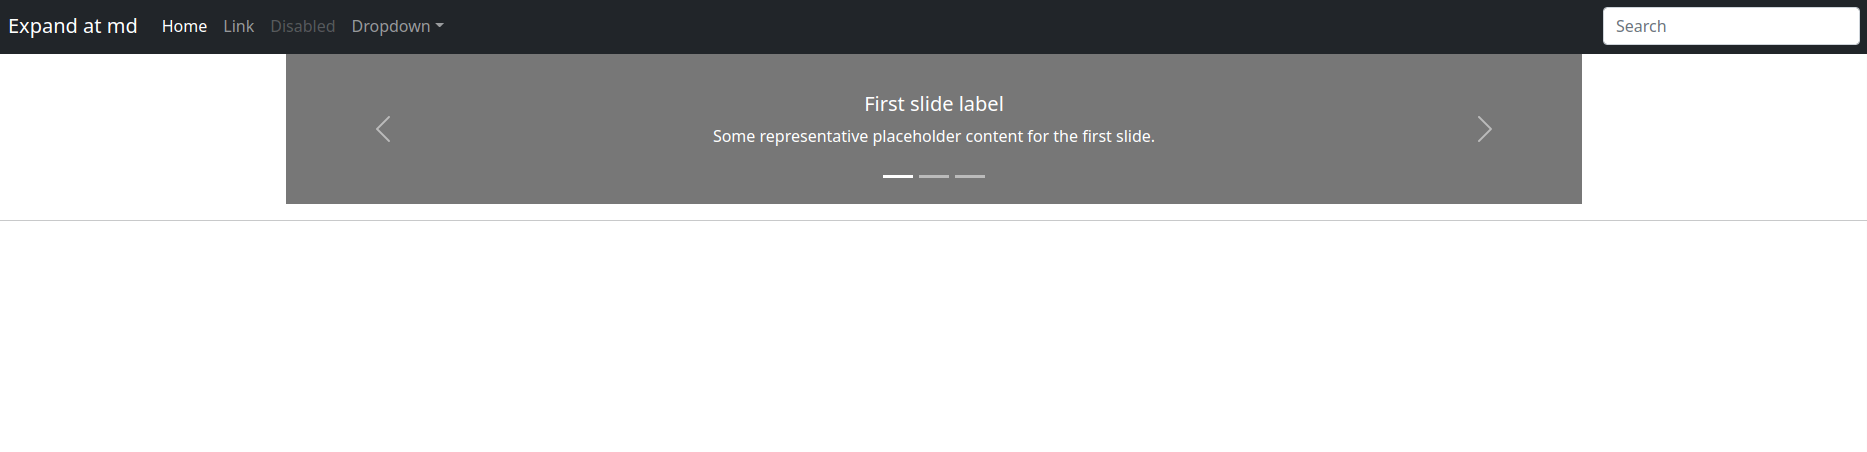 Expand at md Home Link Disabled Dropdown Search
First slide label
Some representative placeholder content for the first slide.